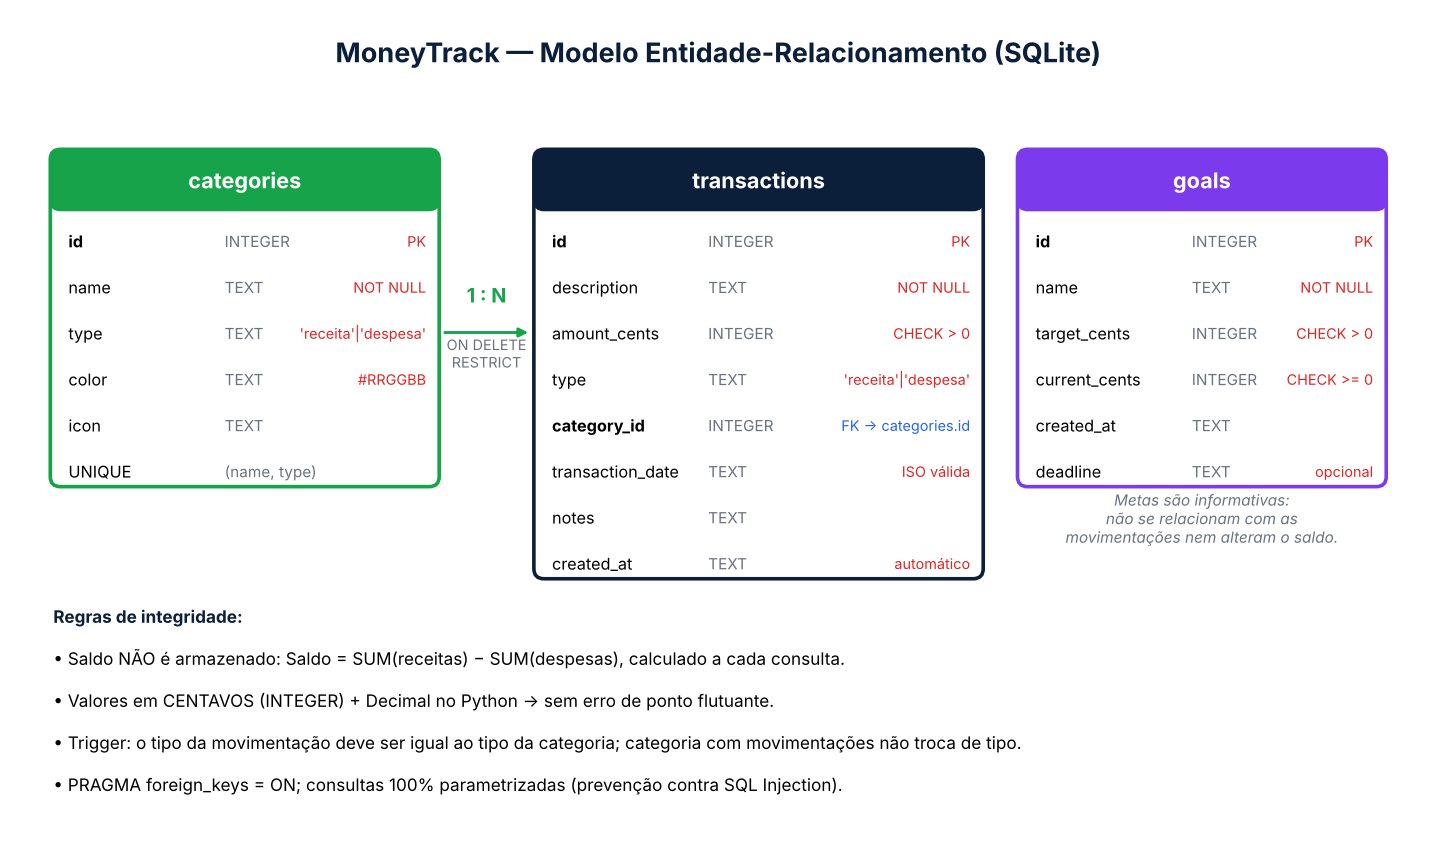 MoneyTrack — Modelo Entidade-Relacionamento (SQLite)
categories
id INTEGER PK
name TEXT NOT NULL
type TEXT 'receita'|'despesa'
color TEXT #RRGGBB
icon TEXT
UNIQUE (name, type)
1 : N
ON DELETE
RESTRICT
transactions
id INTEGER PK
description TEXT NOT NULL
amount_cents INTEGER CHECK > 0
type TEXT 'receita'|'despesa'
category_id INTEGER FK → categories.id
transaction_date TEXT ISO válida
notes TEXT
created_at TEXT automático
goals
id INTEGER PK
name TEXT NOT NULL
target_cents INTEGER CHECK > 0
current_cents INTEGER CHECK >= 0
created_at TEXT
deadline TEXT opcional
Metas são informativas:
não se relacionam com as
movimentações nem alteram o saldo.
Regras de integridade:
• Saldo NÃO é armazenado: Saldo = SUM(receitas) − SUM(despesas), calculado a cada consulta.
• Valores em CENTAVOS (INTEGER) + Decimal no Python → sem erro de ponto flutuante.
• Trigger: o tipo da movimentação deve ser igual ao tipo da categoria; categoria com movimentações não troca de tipo.
• PRAGMA foreign_keys = ON; consultas 100% parametrizadas (prevenção contra SQL Injection).